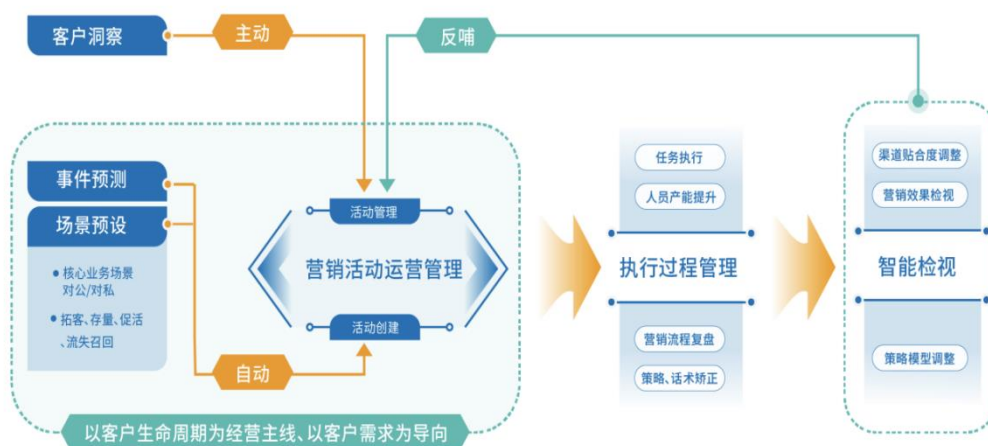 客户洞察
主动
反哺
事件预测
场景预设
• 核心业务场景
对公/对私
• 拓客、存量、促活
、流失召回
自动
活动管理
营销活动运营管理
活动创建
以客户生命周期为经营主线、以客户需求为导向
任务执行
人员产能提升
执行过程管理
营销流程复盘
策略、话术矫正
渠道贴合度调整
营销效果检视
智能检视
策略模型调整